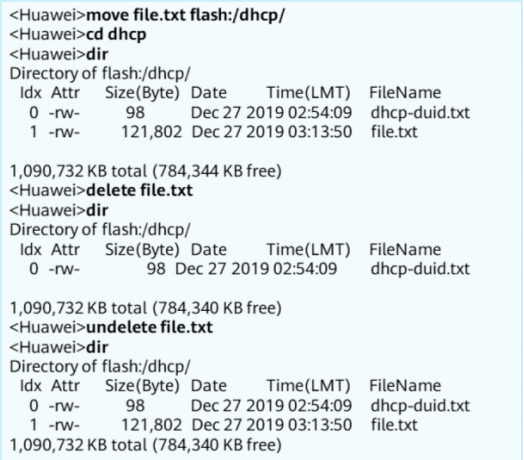 <Huawei>move file.txt flash:/dhcp/
<Huawei>cd dhcp
<Huawei>dir
Directory of flash:/dhcp/
Idx Attr Size(Byte) Date Time(LMT) FileName
0 -rw- 98 Dec 27 2019 02:54:09 dhcp-duid.txt
1 -rw- 121,802 Dec 27 2019 03:13:50 file.txt
1,090,732 KB total (784,344 KB free)
<Huawei>delete file.txt
<Huawei>dir
Directory of flash:/dhcp/
Idx Attr Size(Byte) Date Time(LMT) FileName
0 -rw- 98 Dec 27 2019 02:54:09 dhcp-duid.txt
1,090,732 KB total (784,340 KB free)
<Huawei>undelete file.txt
<Huawei>dir
Directory of flash:/dhcp/
Idx Attr Size(Byte) Date Time(LMT) FileName
0 -rw- 98 Dec 27 2019 02:54:09 dhcp-duid.txt
1 -rw- 121,802 Dec 27 2019 03:13:50 file.txt
1,090,732 KB total (784,340 KB free)